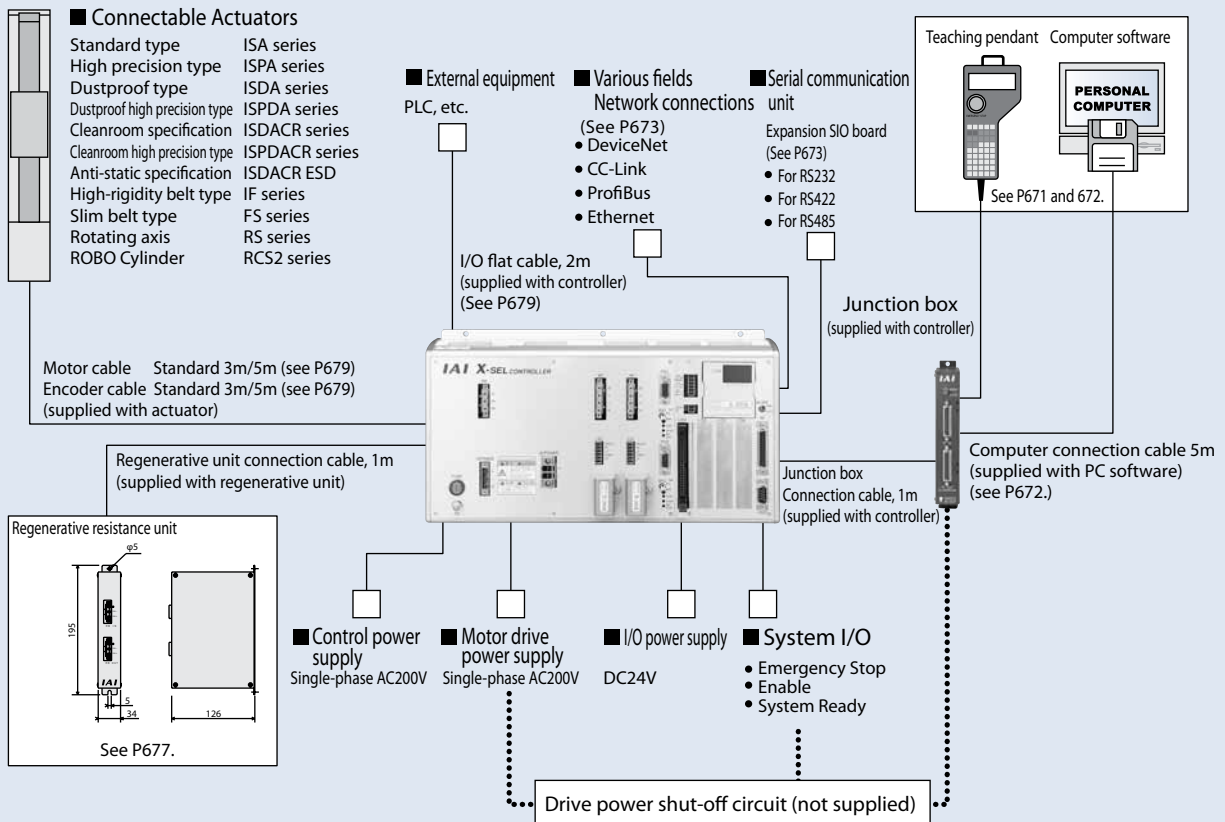 ■ Connectable Actuators
Standard type ISA series
High precision type ISPA series
Dustproof type ISDA series
Dustproof high precision type ISPDA series
Cleanroom specification ISDACR series
Cleanroom high precision type ISPDACR series
Anti-static specification ISDACR ESD
High-rigidity belt type IF series
Slim belt type FS series
Rotating axis RS series
ROBO Cylinder RCS2 series
■ External equipment
PLC, etc.
■ Various fields
Network connections
(See P673)
• DeviceNet
• CC-Link
• ProfiBus
• Ethernet
■ Serial communication
unit
Expansion SIO board
(See P673)
• For RS232
• For RS422
• For RS485
Teaching pendant Computer software
PERSONAL
COMPUTER
See P671 and 672.
I/O flat cable, 2m
(supplied with controller)
(See P679)
Junction box
(supplied with controller)
Motor cable Standard 3m/5m (see P679)
Encoder cable Standard 3m/5m (see P679)
(supplied with actuator)
IAI X-SEL CONTROLLER
IAI
Regenerative unit connection cable, 1m
(supplied with regenerative unit)
Junction box
Connection cable, 1m
(supplied with controller)
Computer connection cable 5m
(supplied with PC software)
(see P672.)
Regenerative resistance unit
φ5
195
IAI
5
34
126
See P677.
■ Control power
supply
Single-phase AC200V
■ Motor drive
power supply
Single-phase AC200V
■ I/O power supply
DC24V
■ System I/O
• Emergency Stop
• Enable
• System Ready
Drive power shut-off circuit (not supplied)